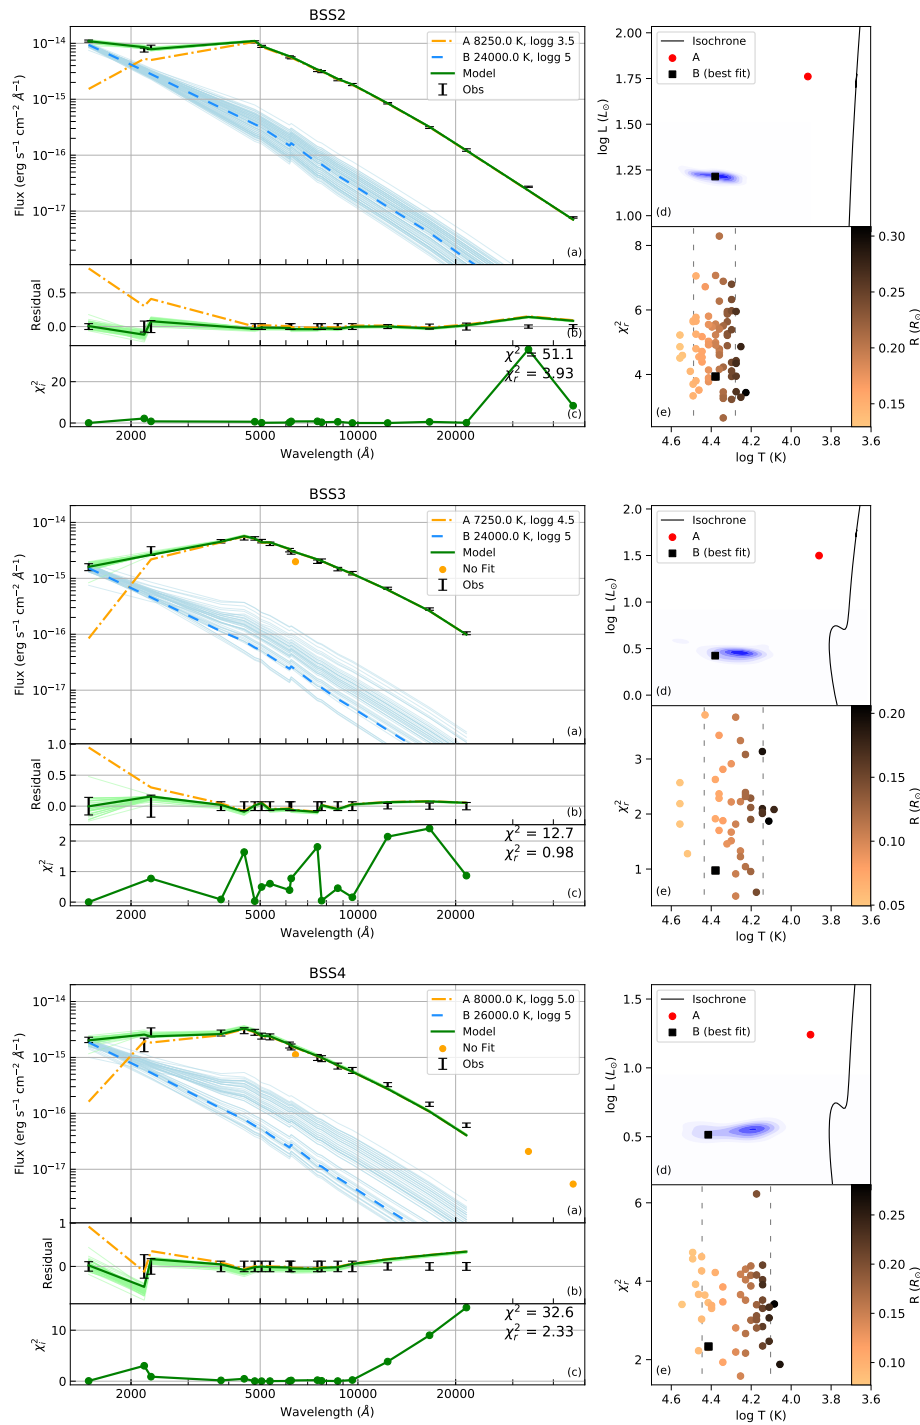 BSS2
Flux (erg s⁻¹ cm⁻² Å⁻¹)
10⁻¹⁴
10⁻¹⁵
10⁻¹⁶
10⁻¹⁷
A 8250.0 K, logg 3.5
B 24000.0 K, logg 5
Model
Obs
(a)
Residual
0.5
0.0
(b)
χᵢ²
20
0
χ² = 51.1
χᵣ² = 3.93
(c)
2000 5000 10000 20000
Wavelength (Å)
log L (L⊙)
2.00
1.75
1.50
1.25
1.00
Isochrone
A
B (best fit)
(d)
χᵣ²
8
6
4
(e)
4.6 4.4 4.2 4.0 3.8 3.6
log T (K)
0.30
0.25
0.20
0.15
R (R⊙)
BSS3
Flux (erg s⁻¹ cm⁻² Å⁻¹)
10⁻¹⁴
10⁻¹⁵
10⁻¹⁶
10⁻¹⁷
A 7250.0 K, logg 4.5
B 24000.0 K, logg 5
Model
No Fit
Obs
(a)
Residual
1.0
0.5
0.0
(b)
χᵢ²
2
1
0
χ² = 12.7
χᵣ² = 0.98
(c)
2000 5000 10000 20000
Wavelength (Å)
log L (L⊙)
2.0
1.5
1.0
0.5
0.0
Isochrone
A
B (best fit)
(d)
χᵣ²
3
2
1
(e)
4.6 4.4 4.2 4.0 3.8 3.6
log T (K)
0.20
0.15
0.10
0.05
R (R⊙)
BSS4
Flux (erg s⁻¹ cm⁻² Å⁻¹)
10⁻¹⁴
10⁻¹⁵
10⁻¹⁶
10⁻¹⁷
A 8000.0 K, logg 5.0
B 26000.0 K, logg 5
Model
No Fit
Obs
(a)
Residual
1
0
(b)
χᵢ²
10
0
χ² = 32.6
χᵣ² = 2.33
(c)
2000 5000 10000 20000
Wavelength (Å)
log L (L⊙)
1.5
1.0
0.5
Isochrone
A
B (best fit)
(d)
χᵣ²
6
4
2
(e)
4.6 4.4 4.2 4.0 3.8 3.6
log T (K)
0.25
0.20
0.15
0.10
R (R⊙)